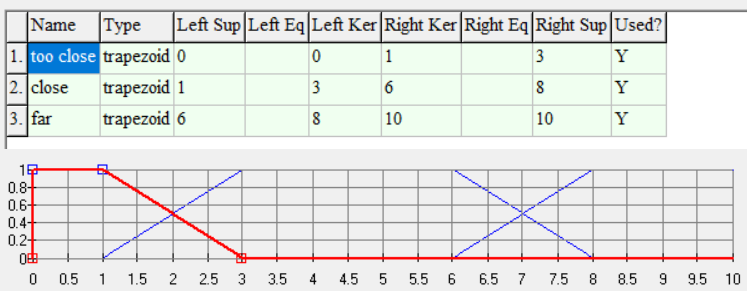 Name Type Left Sup Left Eq Left Ker Right Ker Right Eq Right Sup Used?
1. too close trapezoid 0 0 1 3 Y
2. close trapezoid 1 3 6 8 Y
3. far trapezoid 6 8 10 10 Y
1
0.8
0.6
0.4
0.2
0
0 0.5 1 1.5 2 2.5 3 3.5 4 4.5 5 5.5 6 6.5 7 7.5 8 8.5 9 9.5 10